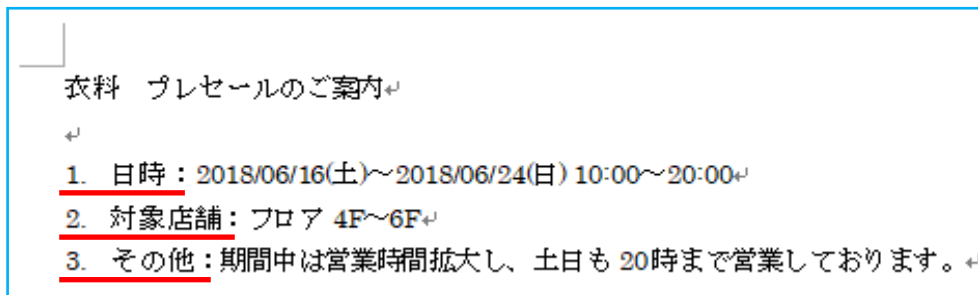 衣料　プレセールのご案内↵
↵
1. 日時：2018/06/16(土)～2018/06/24(日) 10:00～20:00↵
2. 対象店舗：フロア 4F～6F↵
3. その他：期間中は営業時間拡大し、土日も 20時まで営業しております。↵